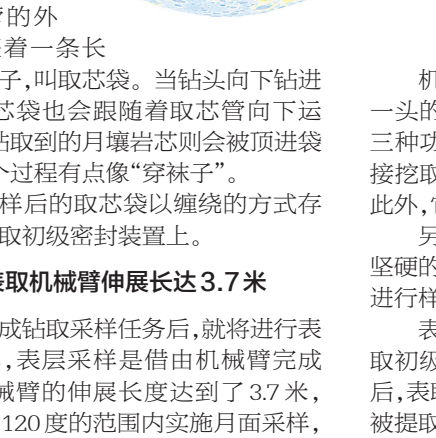 的外
着一条长
子,叫取芯袋。当钻头向下钻进
芯袋也会跟随着取芯管向下运
钻取到的月壤岩芯则会被顶进袋
个过程有点像“穿袜子”。
样后的取芯袋以缠绕的方式存
取初级密封装置上。
表取机械臂伸展长达3.7米
成钻取采样任务后,就将进行表
,表层采样是借由机械臂完成
械臂的伸展长度达到了3.7米,
120度的范围内实施月面采样,
机
一头的
三种功
接挖取
此外,它
另
坚硬的
进行样
表
取初级
后,表取
被提取